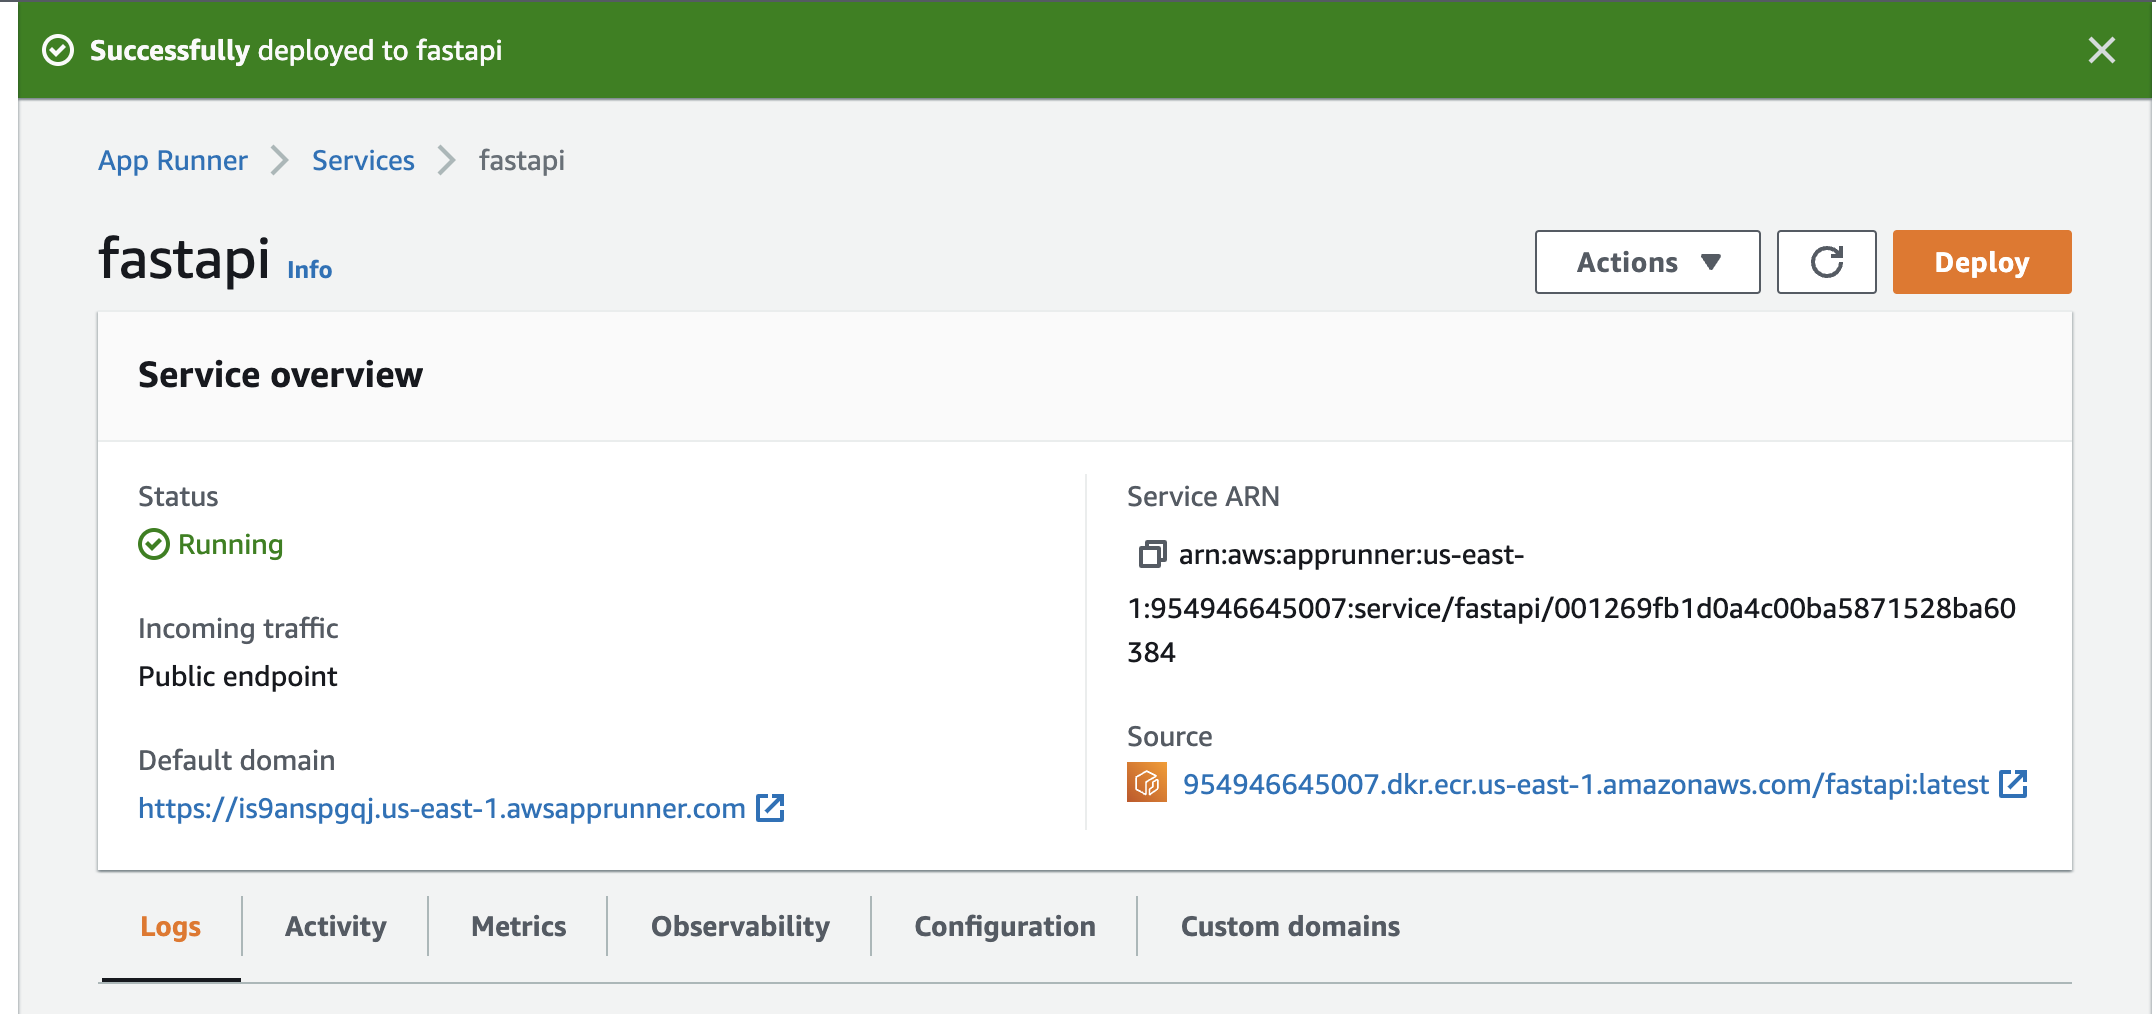 Successfully deployed to fastapi
App Runner Services fastapi
fastapi Info
Actions Deploy
Service overview
Status
Running
Incoming traffic
Public endpoint
Default domain
https://is9anspgqj.us-east-1.awsapprunner.com
Service ARN
arn:aws:apprunner:us-east-
1:954946645007:service/fastapi/001269fb1d0a4c00ba5871528ba60
384
Source
954946645007.dkr.ecr.us-east-1.amazonaws.com/fastapi:latest
Logs Activity Metrics Observability Configuration Custom domains